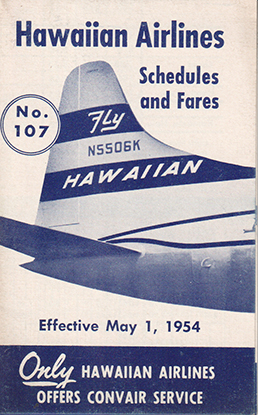 Hawaiian Airlines
Schedules
and Fares
No.
107
Fly
N5506K
HAWAIIAN
Effective May 1, 1954
Only HAWAIIAN AIRLINES
OFFERS CONVAIR SERVICE